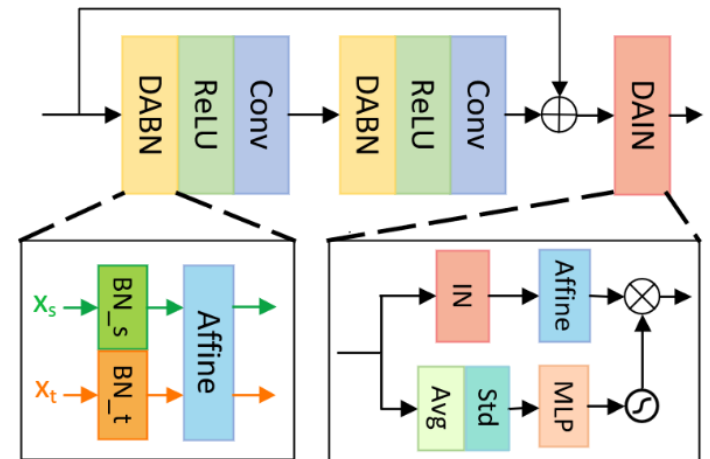 DABN
ReLU
Conv
DABN
ReLU
Conv
DAIN
Xs
BN_s
Xt
BN_t
Affine
IN
Affine
Avg
Std
MLP